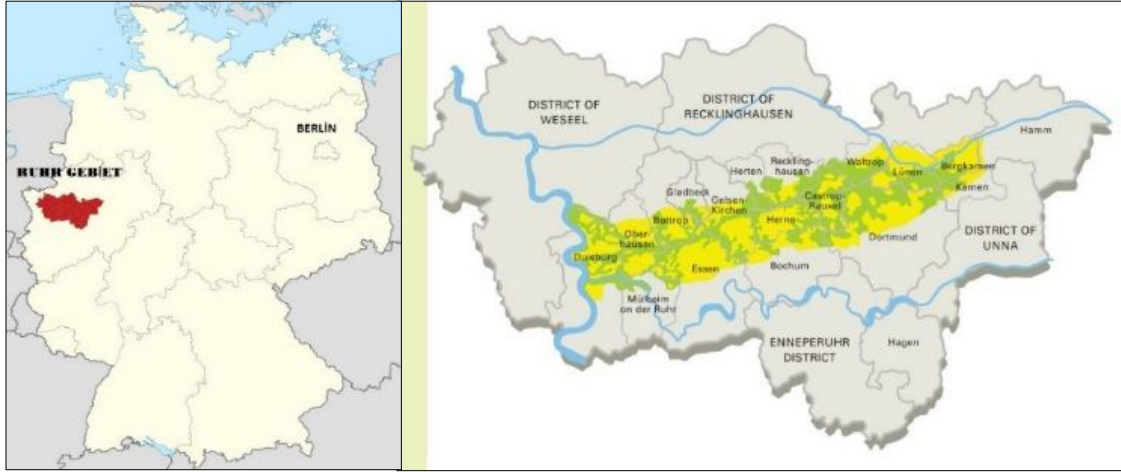 BERLİN
RUHR GEBİET
DISTRICT OF
WESEEL
DISTRICT OF
RECKLINGHAUSEN
Hamm
Reckling-
hausen
Waltrop
Bergkamen
Herten
Lünen
Gladbeck
Kamen
Gelsen-
Kirchen
Castrop-
Rauxel
Bottrop
Herne
Ober-
hausen
Dortmund
DISTRICT OF
UNNA
Duisburg
Essen
Bochum
Mülheim
on der Ruhr
ENNEPERUHR
DISTRICT
Hagen